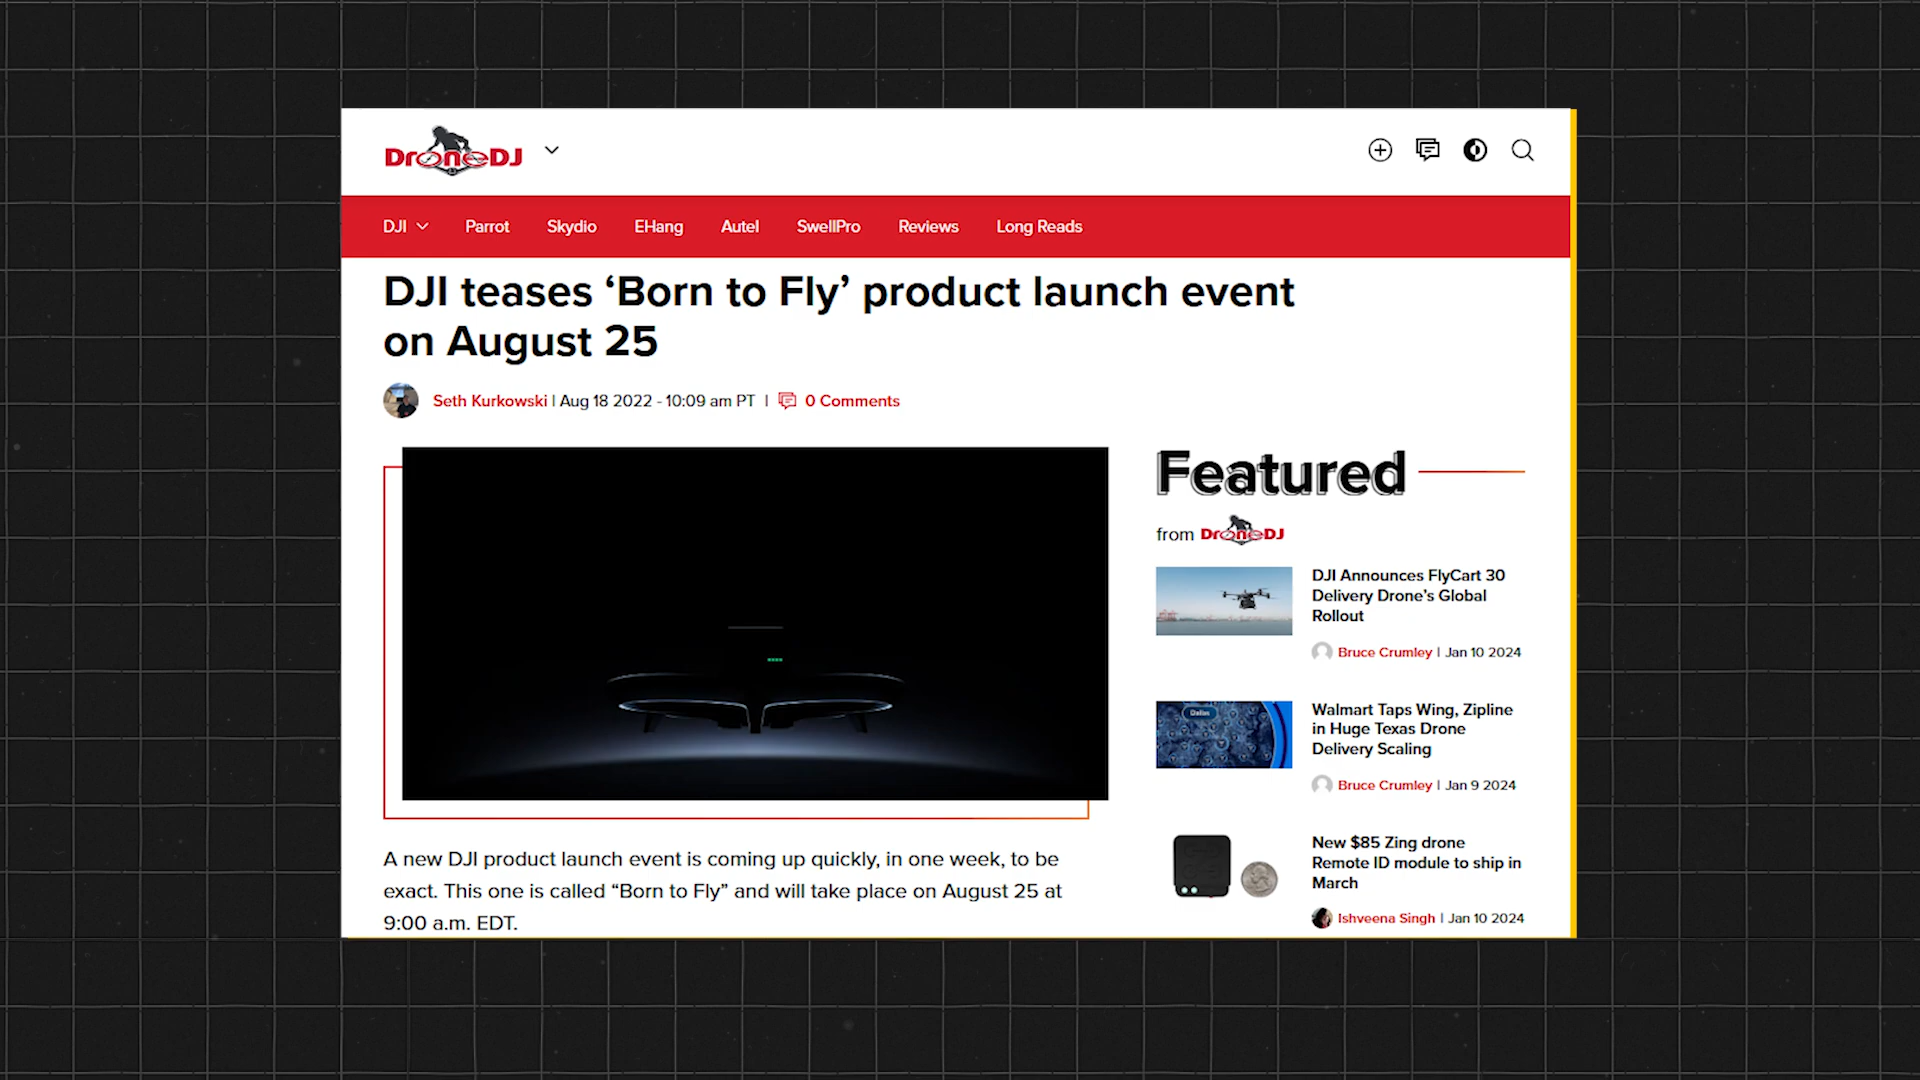 DroneDJ
DJI
Parrot
Skydio
EHang
Autel
SwellPro
Reviews
Long Reads
DJI teases ‘Born to Fly’ product launch event
on August 25
Seth Kurkowski | Aug 18 2022 - 10:09 am PT | 0 Comments
A new DJI product launch event is coming up quickly, in one week, to be
exact. This one is called “Born to Fly” and will take place on August 25 at
9:00 a.m. EDT.
Featured
from DroneDJ
DJI Announces FlyCart 30
Delivery Drone’s Global
Rollout
Bruce Crumley | Jan 10 2024
Dallas
Walmart Taps Wing, Zipline
in Huge Texas Drone
Delivery Scaling
Bruce Crumley | Jan 9 2024
New $85 Zing drone
Remote ID module to ship in
March
Ishveena Singh | Jan 10 2024